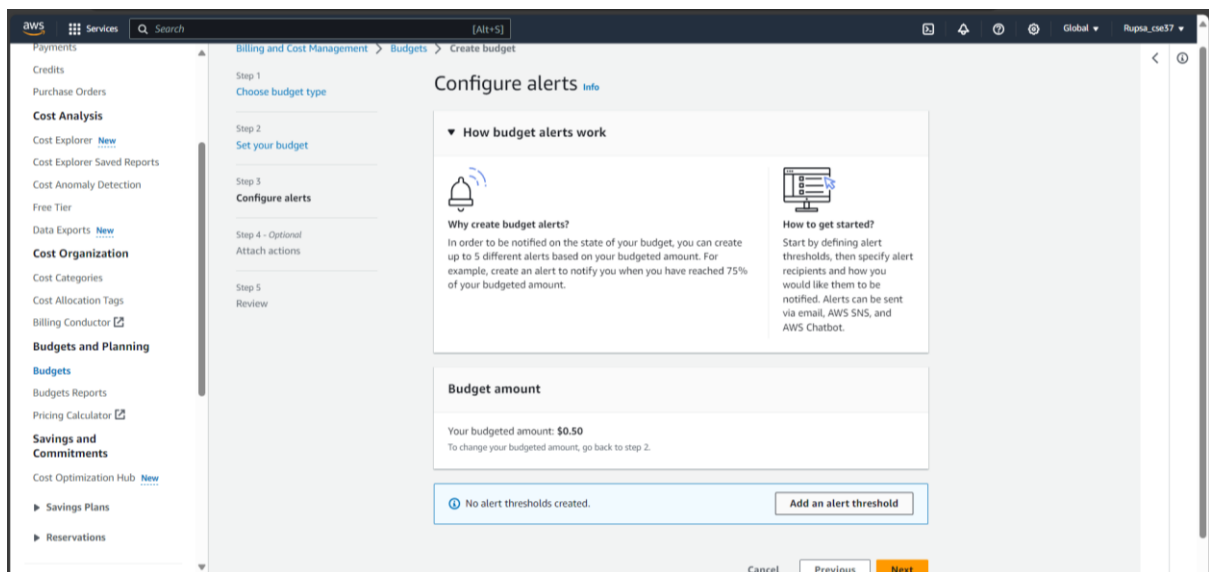 aws
Services
Search
[Alt+S]
Global
Rupsa_cse37
Payments
Credits
Purchase Orders
Cost Analysis
Cost Explorer New
Cost Explorer Saved Reports
Cost Anomaly Detection
Free Tier
Data Exports New
Cost Organization
Cost Categories
Cost Allocation Tags
Billing Conductor
Budgets and Planning
Budgets
Budgets Reports
Pricing Calculator
Savings and
Commitments
Cost Optimization Hub New
Savings Plans
Reservations
Billing and Cost Management > Budgets > Create budget
Step 1
Choose budget type
Step 2
Set your budget
Step 3
Configure alerts
Step 4 - Optional
Attach actions
Step 5
Review
Configure alerts Info
How budget alerts work
Why create budget alerts?
In order to be notified on the state of your budget, you can create
up to 5 different alerts based on your budgeted amount. For
example, create an alert to notify you when you have reached 75%
of your budgeted amount.
How to get started?
Start by defining alert
thresholds, then specify alert
recipients and how you
would like them to be
notified. Alerts can be sent
via email, AWS SNS, and
AWS Chatbot.
Budget amount
Your budgeted amount: $0.50
To change your budgeted amount, go back to step 2.
No alert thresholds created.
Add an alert threshold
Cancel
Previous
Next